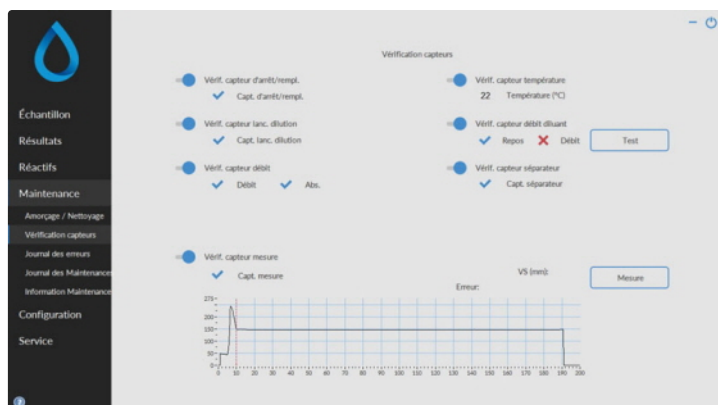 Vérification capteurs
Échantillon
Résultats
Réactifs
Maintenance
Amorçage / Nettoyage
Vérification capteurs
Journal des erreurs
Journal des Maintenances
Information Maintenance
Configuration
Service
Vérif. capteur d'arrêt/rempl.
Capt. d'arrêt/rempl.
Vérif. capteur lanc. dilution
Capt. lanc. dilution
Vérif. capteur débit
Débit Abs.
Vérif. capteur température
22 Température (°C)
Vérif. capteur débit diluant
Repos Débit Test
Vérif. capteur séparateur
Capt. séparateur
Vérif. capteur mesure
Capt. mesure
VS (mm):
Erreur:
Mesure
275
200
150
100
50
0
0 10 20 30 40 50 60 70 80 90 100 110 120 130 140 150 160 170 180 190 200
?